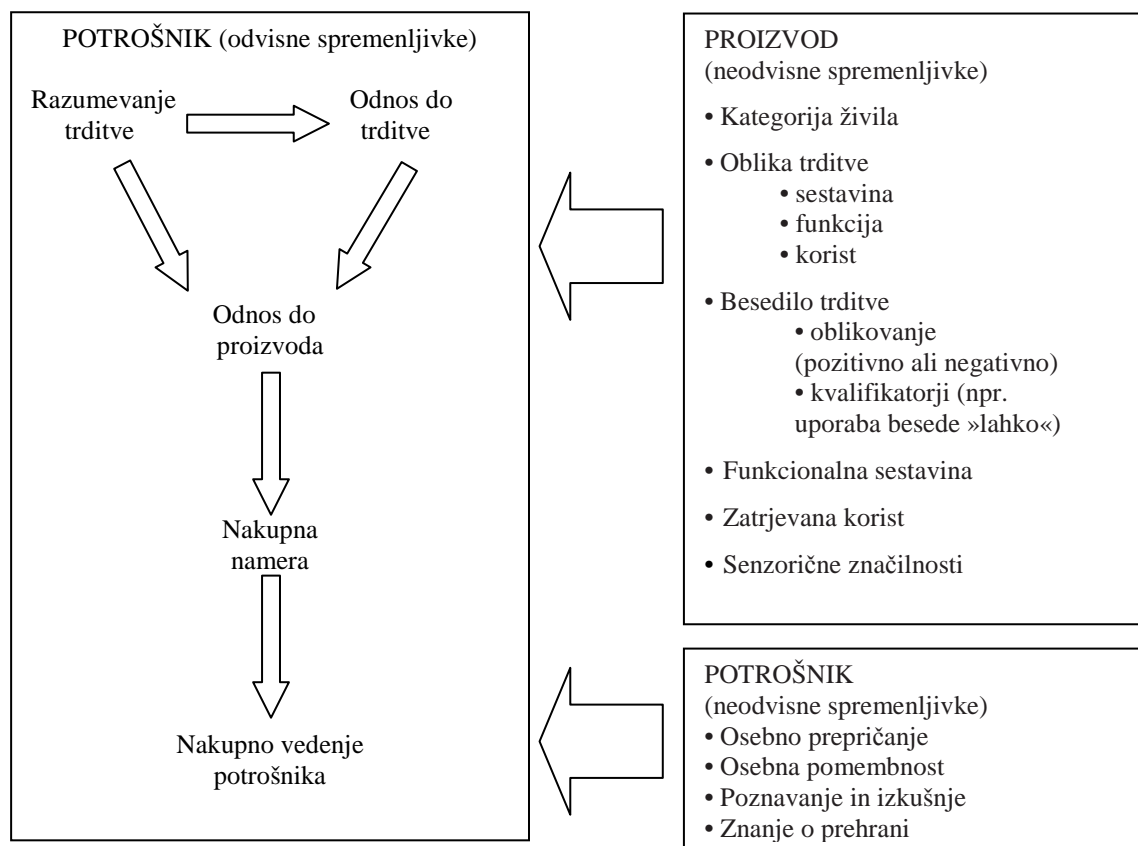 POTROŠNIK (odvisne spremenljivke)
Razumevanje
trditve
Odnos do
trditve
Odnos do
proizvoda
Nakupna
namera
Nakupno vedenje
potrošnika
PROIZVOD
(neodvisne spremenljivke)
• Kategorija živila
• Oblika trditve
• sestavina
• funkcija
• korist
• Besedilo trditve
• oblikovanje
(pozitivno ali negativno)
• kvalifikatorji (npr.
uporaba besede »lahko«)
• Funkcionalna sestavina
• Zatrjevana korist
• Senzorične značilnosti
POTROŠNIK
(neodvisne spremenljivke)
• Osebno prepričanje
• Osebna pomembnost
• Poznavanje in izkušnje
• Znanje o prehrani